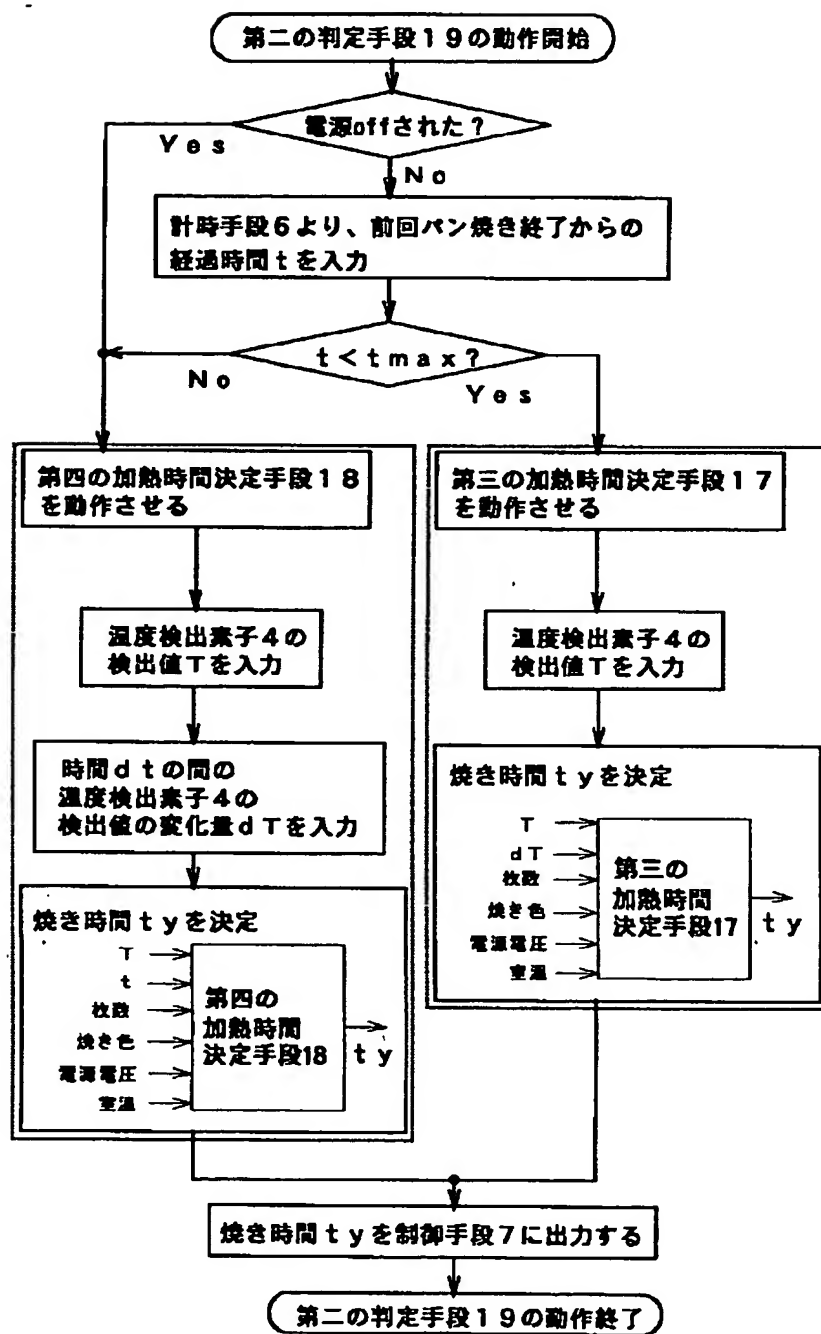 第二の判定手段19の動作開始
電源offされた?
Yes
No
計時手段6より、前回パン焼き終了からの
経過時間tを入力
t<tmax?
No
Yes
第四の加熱時間決定手段18
を動作させる
温度検出素子4の
検出値Tを入力
時間dtの間の
温度検出素子4の
検出値の変化量dTを入力
焼き時間tyを決定
T
t
枚数
焼き色
電源電圧
室温
第四の
加熱時間
決定手段18
ty
第三の加熱時間決定手段17
を動作させる
温度検出素子4の
検出値Tを入力
焼き時間tyを決定
T
dT
枚数
焼き色
電源電圧
室温
第三の
加熱時間
決定手段17
ty
焼き時間tyを制御手段7に出力する
第二の判定手段19の動作終了